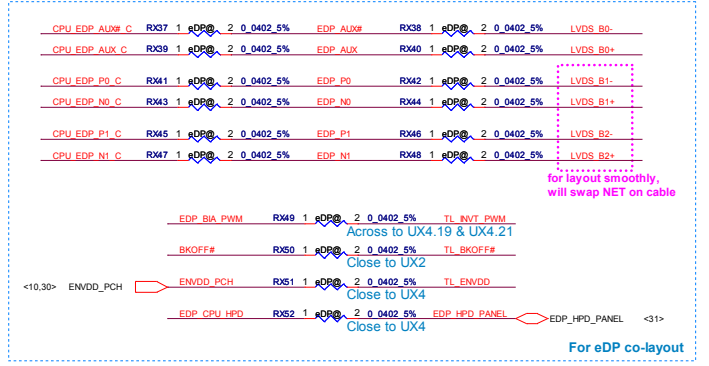 CPU_EDP_AUX#_C RX37 1 eDP@ 2 0_0402_5% EDP_AUX# RX38 1 eDP@ 2 0_0402_5% LVDS_B0-
CPU_EDP_AUX_C RX39 1 eDP@ 2 0_0402_5% EDP_AUX RX40 1 eDP@ 2 0_0402_5% LVDS_B0+
CPU_EDP_P0_C RX41 1 eDP@ 2 0_0402_5% EDP_P0 RX42 1 eDP@ 2 0_0402_5% LVDS_B1-
CPU_EDP_N0_C RX43 1 eDP@ 2 0_0402_5% EDP_N0 RX44 1 eDP@ 2 0_0402_5% LVDS_B1+
CPU_EDP_P1_C RX45 1 eDP@ 2 0_0402_5% EDP_P1 RX46 1 eDP@ 2 0_0402_5% LVDS_B2-
CPU_EDP_N1_C RX47 1 eDP@ 2 0_0402_5% EDP_N1 RX48 1 eDP@ 2 0_0402_5% LVDS_B2+
for layout smoothly,
will swap NET on cable
EDP_BIA_PWM RX49 1 eDP@ 2 0_0402_5% TL_INVT_PWM
Across to UX4.19 & UX4.21
BKOFF# RX50 1 eDP@ 2 0_0402_5% TL_BKOFF#
Close to UX2
<10,30> ENVDD_PCH ENVDD_PCH RX51 1 eDP@ 2 0_0402_5% TL_ENVDD
Close to UX4
EDP_CPU_HPD RX52 1 eDP@ 2 0_0402_5% EDP_HPD_PANEL EDP_HPD_PANEL <31>
Close to UX4
For eDP co-layout